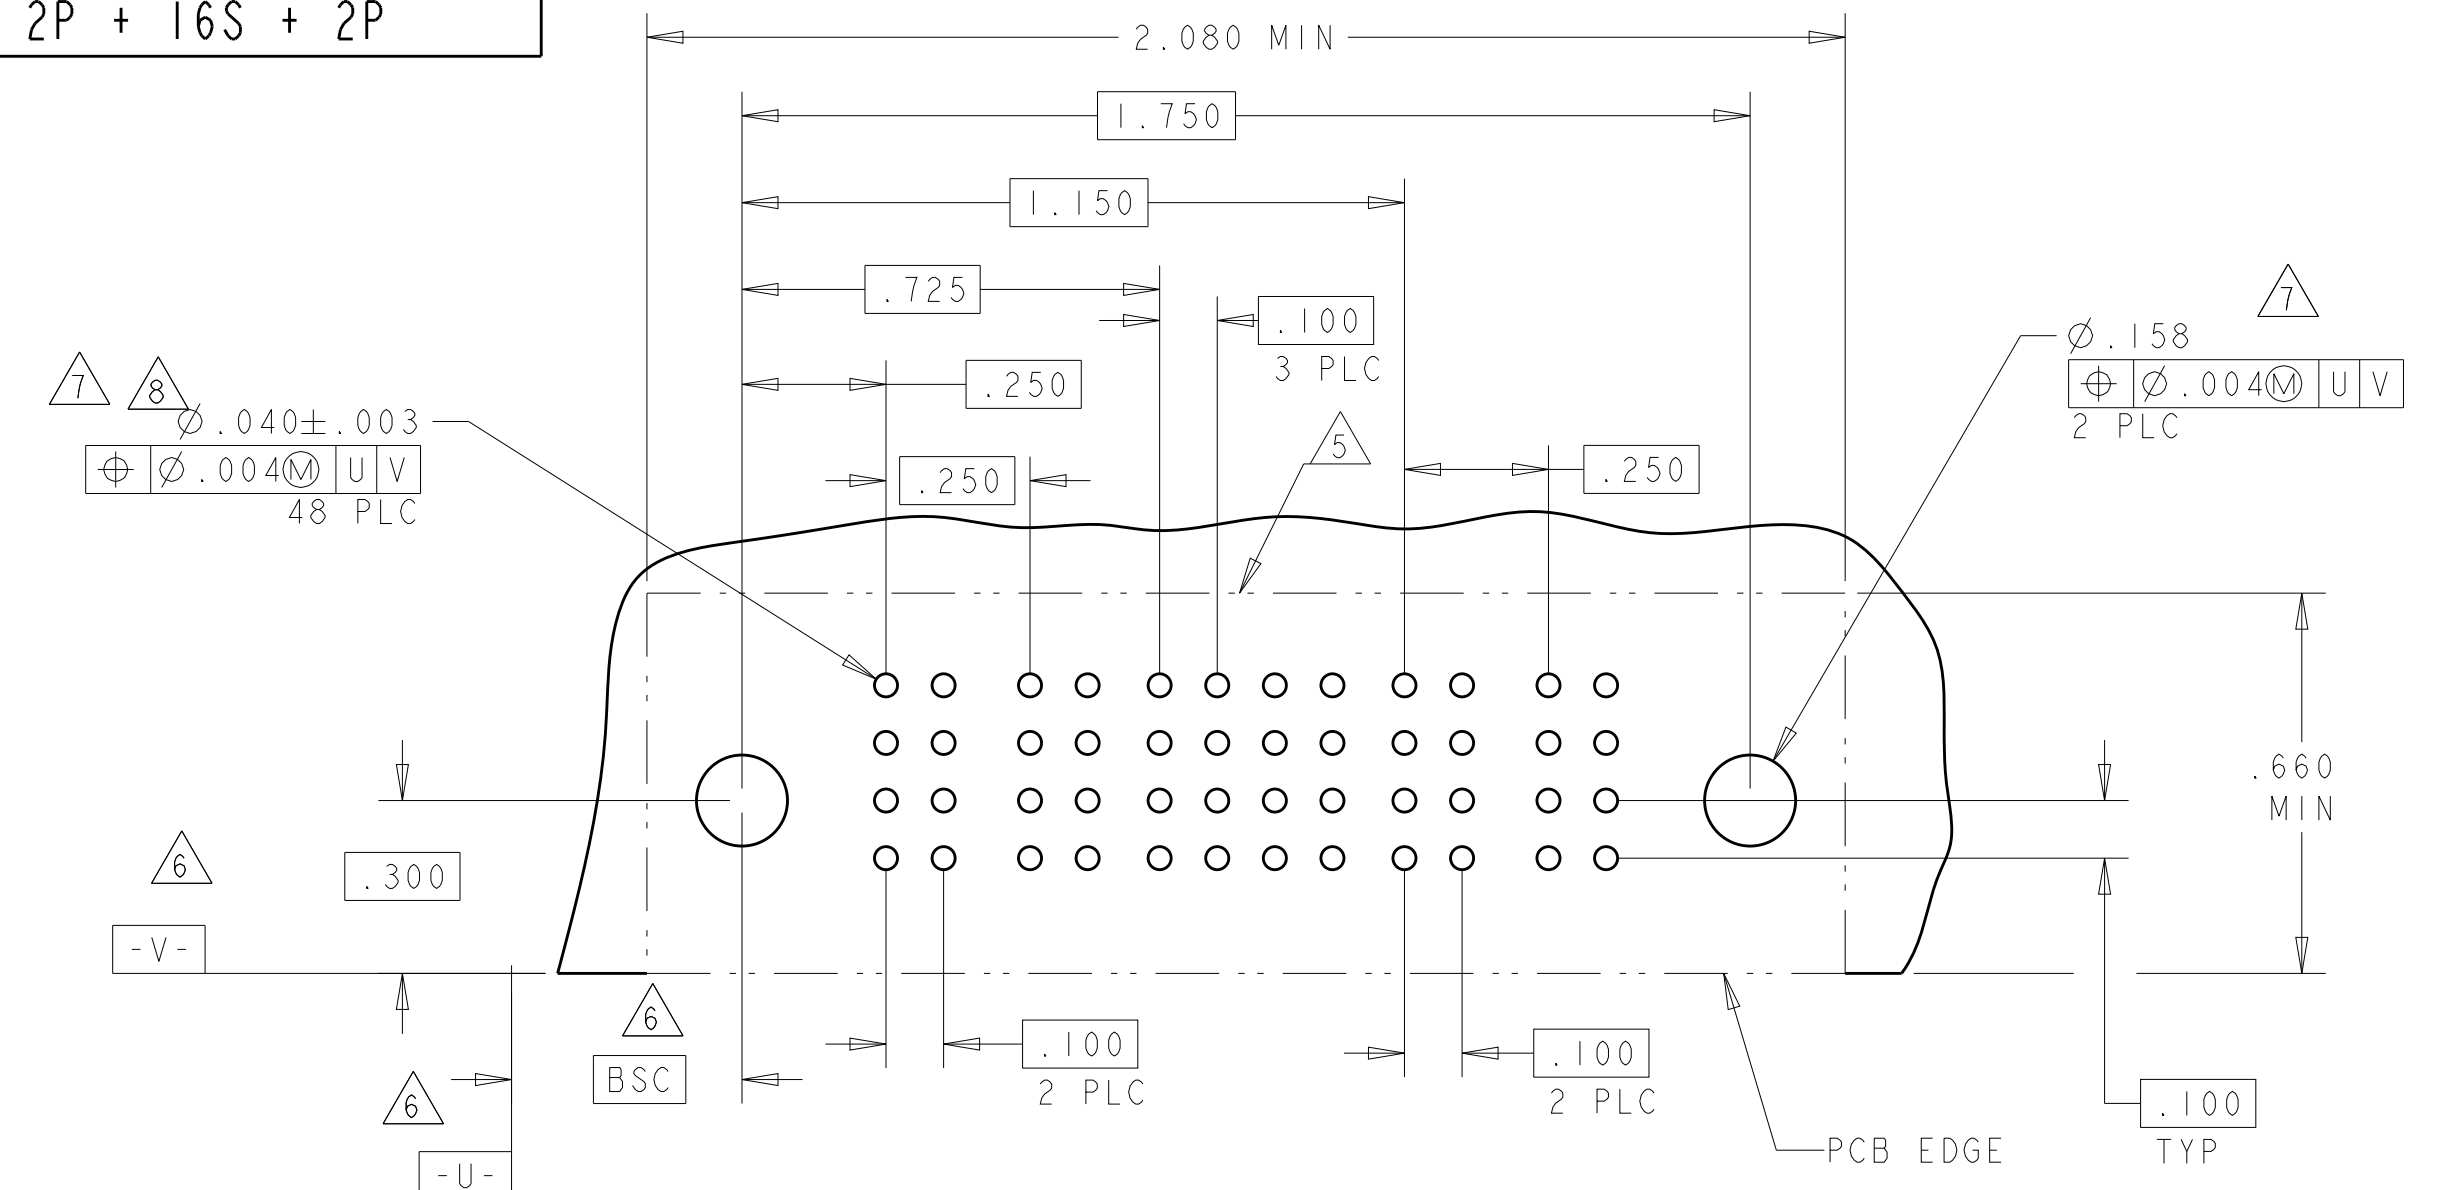 2P + 16S + 2P
2.080 MIN
1.750
1.150
.725
.100
3 PLC
.250
7
8
Ø.040±.003
⌖ Ø.004Ⓜ U V
48 PLC
7
Ø.158
⌖ Ø.004Ⓜ U V
2 PLC
5
.250
.250
.660
MIN
6
.300
-V-
6
BSC
6
-U-
.100
2 PLC
.100
2 PLC
PCB EDGE
.100
TYP